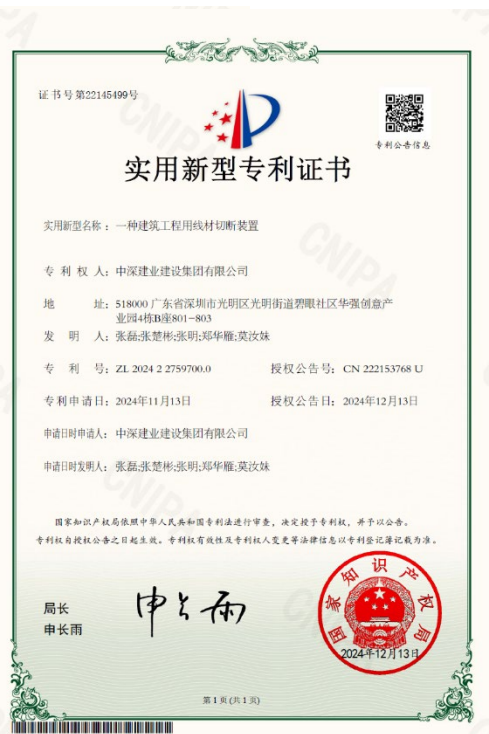 证书号第22145499号
专利公告信息
实用新型专利证书
实用新型名称：一种建筑工程用线材切断装置
专利权人：中深建业建设集团有限公司
地址：518000 广东省深圳市光明区光明街道碧眼社区华强创意产
业园4栋B座801-803
发明人：张磊;张楚彬;张明;郑华雁;莫汝妹
专利号：ZL 2024 2 2759700.0 授权公告号：CN 222153768 U
专利申请日：2024年11月13日 授权公告日：2024年12月13日
申请日时申请人：中深建业建设集团有限公司
申请日时发明人：张磊;张楚彬;张明;郑华雁;莫汝妹
国家知识产权局依照中华人民共和国专利法进行审查，决定授予专利权，并予以公告。
专利权自授权公告之日起生效。专利权有效性及专利权人变更等法律信息以专利登记簿记载为准。
局长
申长雨
申长雨
国家知识产权局
2024年12月13日
第1页(共1页)
CNIPA
CNIPA
CNIPA
CNIPA